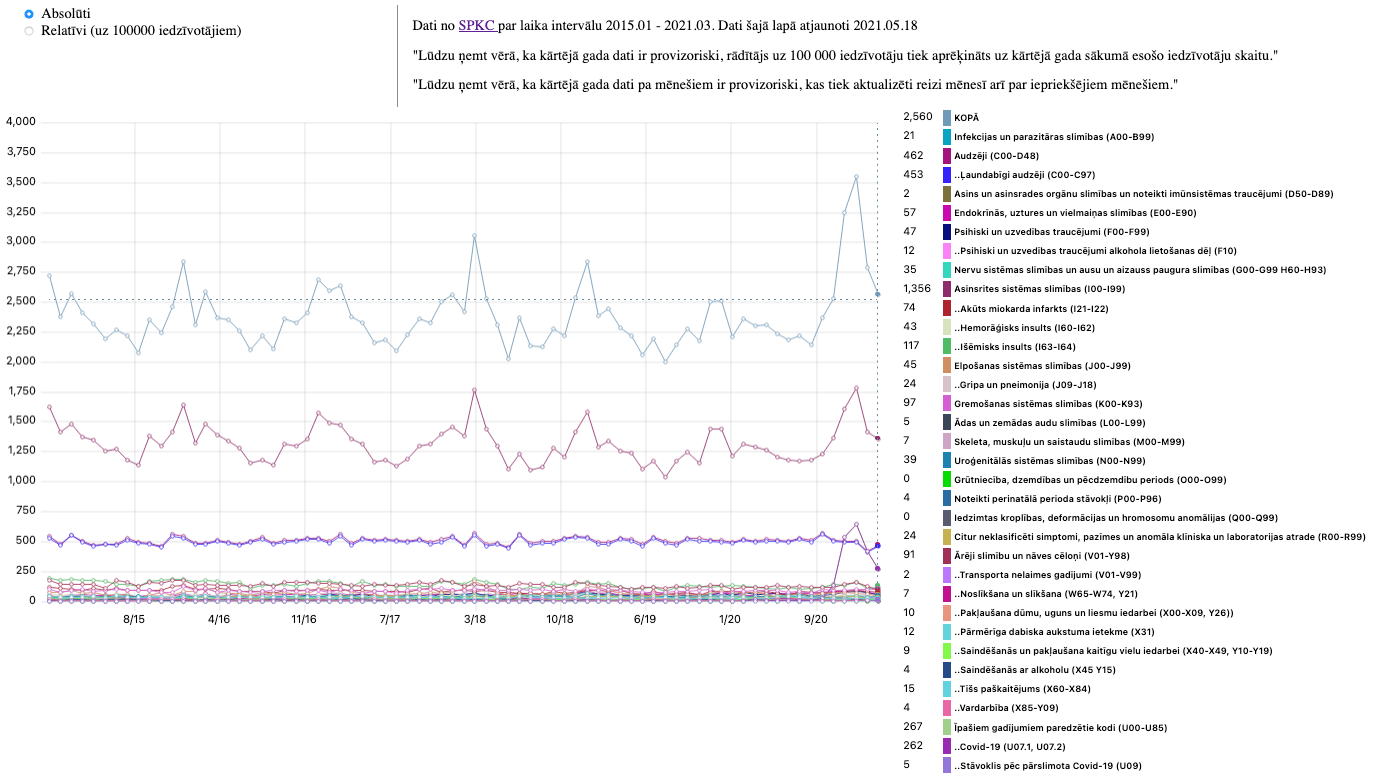 Absolūti
Relatīvi (uz 100000 iedzīvotājiem)
Dati no SPKC par laika intervālu 2015.01 - 2021.03. Dati šajā lapā atjaunoti 2021.05.18
"Lūdzu ņemt vērā, ka kārtējā gada dati ir provizoriski, rādītājs uz 100 000 iedzīvotāju tiek aprēķināts uz kārtējā gada sākumā esošo iedzīvotāju skaitu."
"Lūdzu ņemt vērā, ka kārtējā gada dati pa mēnešiem ir provizoriski, kas tiek aktualizēti reizi mēnesī arī par iepriekšējiem mēnešiem."
4,000
3,750
3,500
3,250
3,000
2,750
2,500
2,250
2,000
1,750
1,500
1,250
1,000
750
500
250
0
8/15 4/16 11/16 7/17 3/18 10/18 6/19 1/20 9/20
2,560 KOPĀ
21 Infekcijas un parazitāras slimības (A00-B99)
462 Audzēji (C00-D48)
453 ..Ļaundabīgi audzēji (C00-C97)
2 Asins un asinsrades orgānu slimības un noteikti imūnsistēmas traucējumi (D50-D89)
57 Endokrinās, uztures un vielmaiņas slimības (E00-E90)
47 Psihiski un uzvedības traucējumi (F00-F99)
12 ..Psihiski un uzvedības traucējumi alkohola lietošanas dēļ (F10)
35 Nervu sistēmas slimības un ausu un aizauss paugura slimības (G00-G99 H60-H93)
1,356 Asinsrites sistēmas slimības (I00-I99)
74 ..Akūts miokarda infarkts (I21-I22)
43 ..Hemorāģisks insults (I60-I62)
117 ..Išēmisks insults (I63-I64)
45 Elpošanas sistēmas slimības (J00-J99)
24 ..Gripa un pneimonija (J09-J18)
97 Gremošanas sistēmas slimības (K00-K93)
5 Ādas un zemādas audu slimības (L00-L99)
7 Skeleta, muskuļu un saistaudu slimības (M00-M99)
39 Uroģenitālās sistēmas slimības (N00-N99)
0 Grūtniecība, dzemdības un pēcdzemdību periods (O00-O99)
4 Noteikti perinatālā perioda stāvokļi (P00-P96)
0 Iedzimtas kroplības, deformācijas un hromosomu anomālijas (Q00-Q99)
24 Citur neklasificēti simptomi, pazīmes un anomāla kliniska un laboratorijas atrade (R00-R99)
91 Ārēji slimību un nāves cēloņi (V01-Y98)
2 ..Transporta nelaimes gadījumi (V01-V99)
7 ..Noslīkšana un slīkšana (W65-W74, Y21)
10 ..Pakļaušana dūmu, uguns un liesmu iedarbei (X00-X09, Y26))
12 ..Pārmērīga dabiska aukstuma ietekme (X31)
9 ..Saindēšanās un pakļaušana kaitīgu vielu iedarbei (X40-X49, Y10-Y19)
4 ..Saindēšanās ar alkoholu (X45 Y15)
15 ..Tīšs paškaitējums (X60-X84)
4 ..Vardarbība (X85-Y09)
267 Īpašiem gadījumiem paredzētie kodi (U00-U85)
262 ..Covid-19 (U07.1, U07.2)
5 ..Stāvoklis pēc pārslimota Covid-19 (U09)